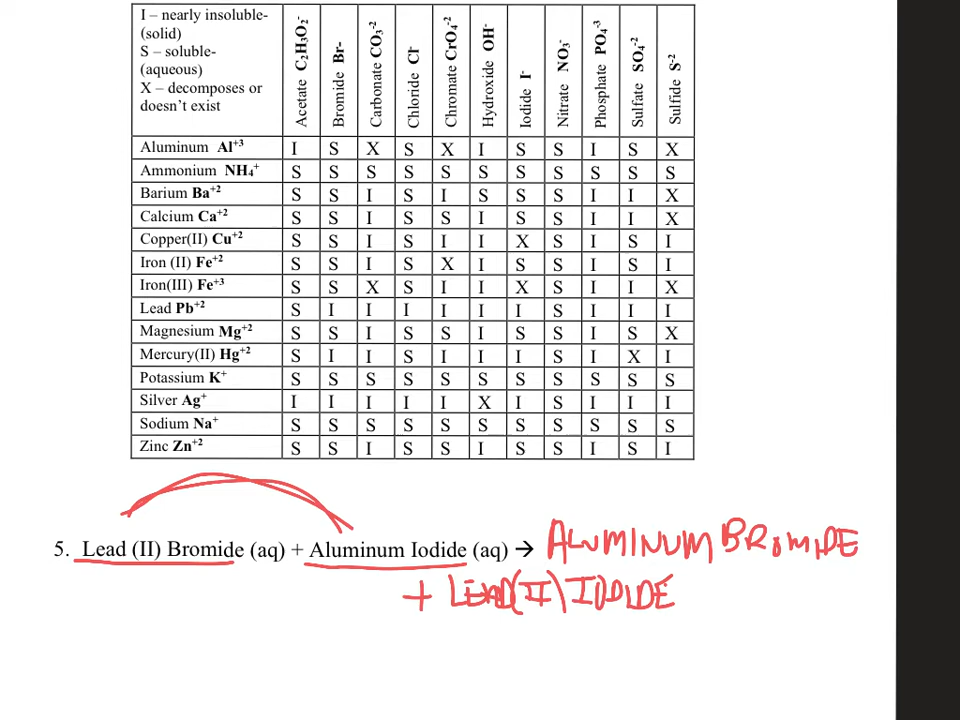 I – nearly insoluble-
(solid)
S – soluble-
(aqueous)
X – decomposes or
doesn't exist
Acetate C₂H₃O₂⁻
Bromide Br-
Carbonate CO₃⁻²
Chloride Cl⁻
Chromate CrO₄⁻²
Hydroxide OH⁻
Iodide I⁻
Nitrate NO₃⁻
Phosphate PO₄⁻³
Sulfate SO₄⁻²
Sulfide S⁻²
Aluminum Al⁺³ I S X S X I S S I S X
Ammonium NH₄⁺ S S S S S S S S S S S
Barium Ba⁺² S S I S I S S S I I X
Calcium Ca⁺² S S I S S I S S I I X
Copper(II) Cu⁺² S S I S I I X S I S I
Iron (II) Fe⁺² S S I S X I S S I S I
Iron(III) Fe⁺³ S S X S I I X S I I X
Lead Pb⁺² S I I I I I I S I I I
Magnesium Mg⁺² S S I S S I S S I S X
Mercury(II) Hg⁺² S I I S I I I S I X I
Potassium K⁺ S S S S S S S S S S S
Silver Ag⁺ I I I I I X I S I I I
Sodium Na⁺ S S S S S S S S S S S
Zinc Zn⁺² S S I S S I S S I S I
5. Lead (II) Bromide (aq) + Aluminum Iodide (aq) → ALUMINUM BROMIDE
+ LEAD(II) IODIDE